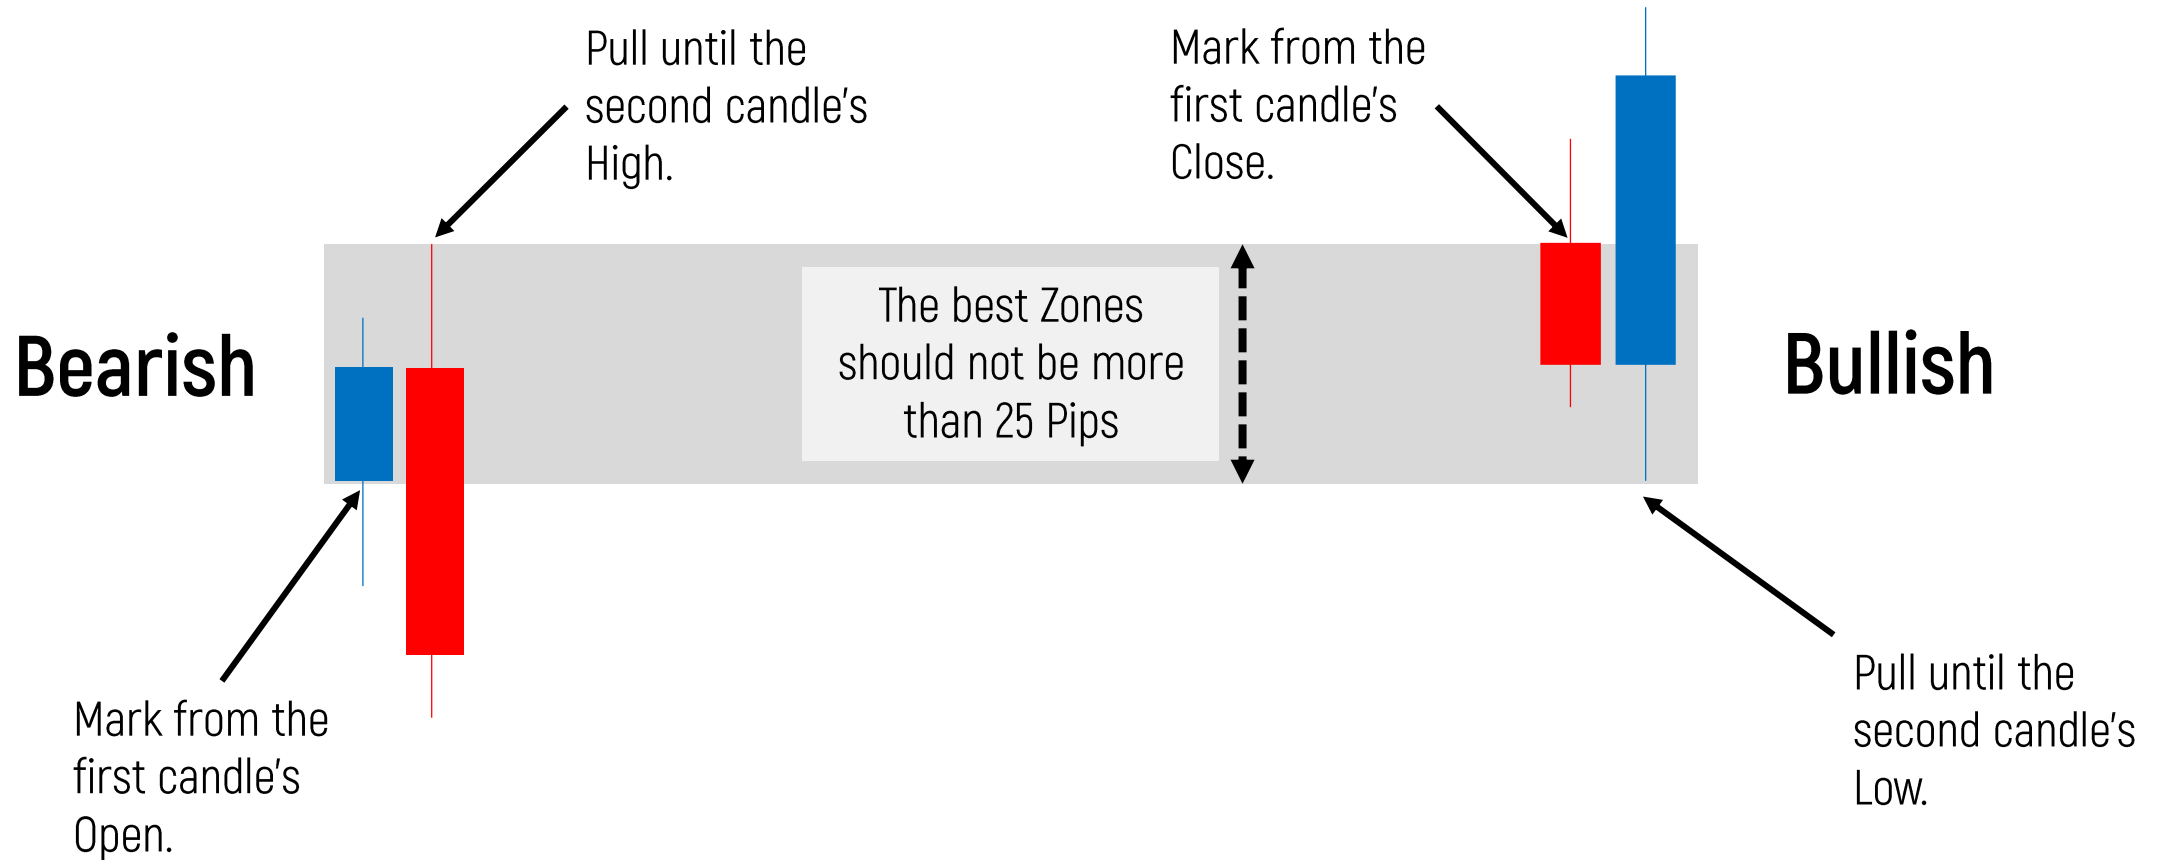 Pull until the
second candle's
High.
Mark from the
first candle's
Close.
Bearish
The best Zones
should not be more
than 25 Pips
Bullish
Mark from the
first candle's
Open.
Pull until the
second candle's
Low.